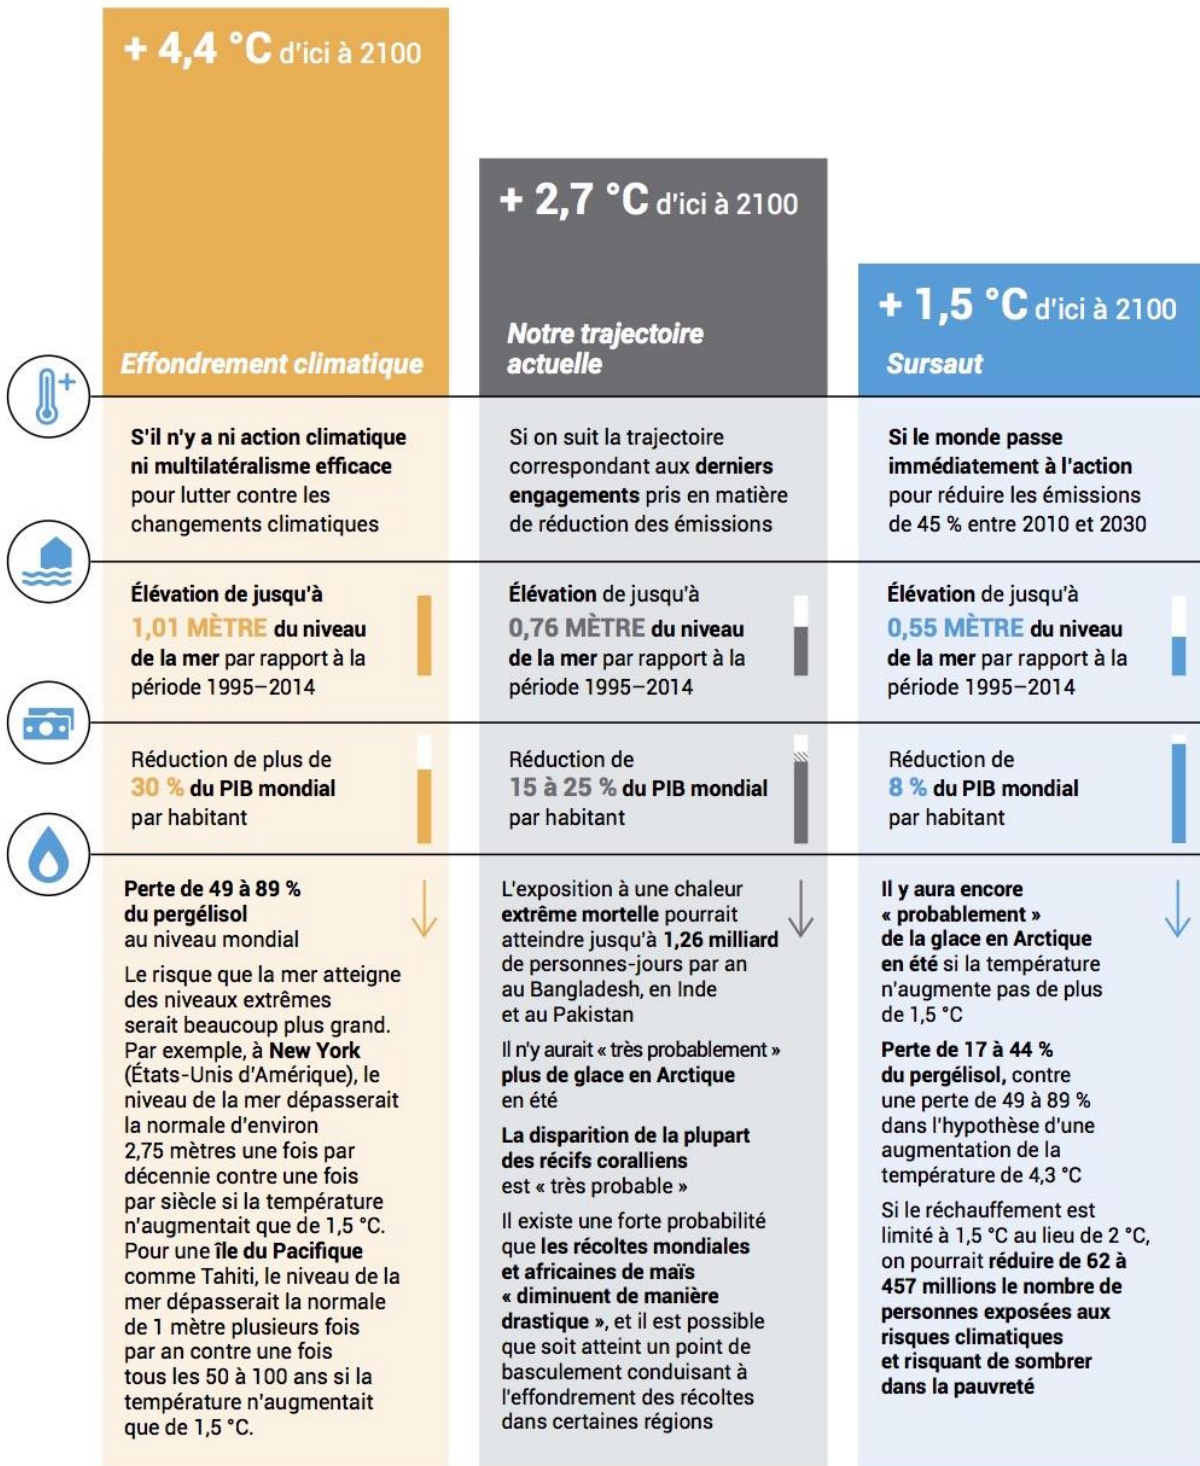 + 4,4 °C d'ici à 2100
Effondrement climatique
S'il n'y a ni action climatique
ni multilatéralisme efficace
pour lutter contre les
changements climatiques
Élévation de jusqu'à
1,01 MÈTRE du niveau
de la mer par rapport à la
période 1995–2014
Réduction de plus de
30 % du PIB mondial
par habitant
Perte de 49 à 89 %
du pergélisol
au niveau mondial
Le risque que la mer atteigne
des niveaux extrêmes
serait beaucoup plus grand.
Par exemple, à New York
(États-Unis d'Amérique), le
niveau de la mer dépasserait
la normale d'environ
2,75 mètres une fois par
décennie contre une fois
par siècle si la température
n'augmentait que de 1,5 °C.
Pour une île du Pacifique
comme Tahiti, le niveau de la
mer dépasserait la normale
de 1 mètre plusieurs fois
par an contre une fois
tous les 50 à 100 ans si la
température n'augmentait
que de 1,5 °C.
+ 2,7 °C d'ici à 2100
Notre trajectoire
actuelle
Si on suit la trajectoire
correspondant aux derniers
engagements pris en matière
de réduction des émissions
Élévation de jusqu'à
0,76 MÈTRE du niveau
de la mer par rapport à la
période 1995–2014
Réduction de
15 à 25 % du PIB mondial
par habitant
L'exposition à une chaleur
extrême mortelle pourrait
atteindre jusqu'à 1,26 milliard
de personnes-jours par an
au Bangladesh, en Inde
et au Pakistan
Il n'y aurait « très probablement »
plus de glace en Arctique
en été
La disparition de la plupart
des récifs coralliens
est « très probable »
Il existe une forte probabilité
que les récoltes mondiales
et africaines de maïs
« diminuent de manière
drastique », et il est possible
que soit atteint un point de
basculement conduisant à
l'effondrement des récoltes
dans certaines régions
+ 1,5 °C d'ici à 2100
Sursaut
Si le monde passe
immédiatement à l'action
pour réduire les émissions
de 45 % entre 2010 et 2030
Élévation de jusqu'à
0,55 MÈTRE du niveau
de la mer par rapport à la
période 1995–2014
Réduction de
8 % du PIB mondial
par habitant
Il y aura encore
« probablement »
de la glace en Arctique
en été si la température
n'augmente pas de plus
de 1,5 °C
Perte de 17 à 44 %
du pergélisol, contre
une perte de 49 à 89 %
dans l'hypothèse d'une
augmentation de la
température de 4,3 °C
Si le réchauffement est
limité à 1,5 °C au lieu de 2 °C,
on pourrait réduire de 62 à
457 millions le nombre de
personnes exposées aux
risques climatiques
et risquant de sombrer
dans la pauvreté